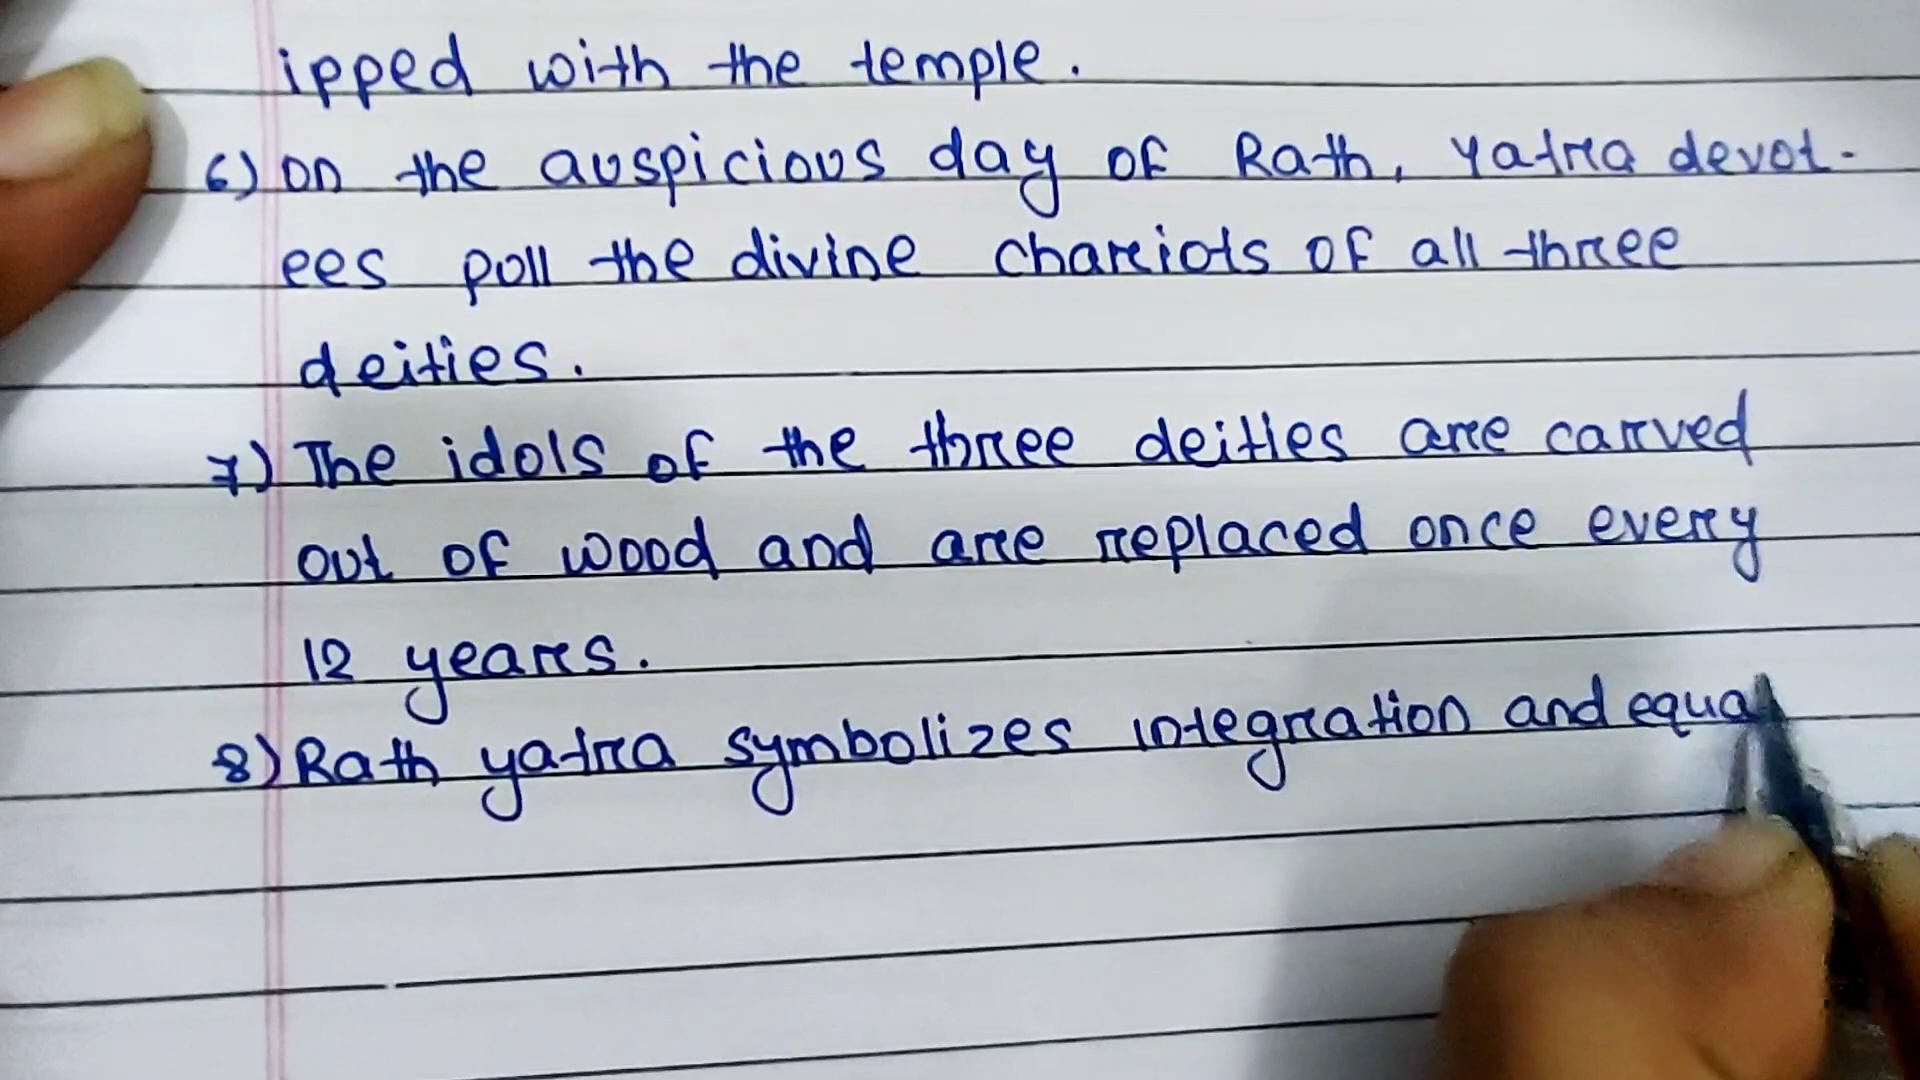 ipped with the temple.
6) on the auspicious day of Rath, Yatra devot-
ees pull the divine chariots of all three
deities.
7) The idols of the three deities are carved
out of wood and are replaced once every
12 years.
8) Rath yatra symbolizes integration and equa